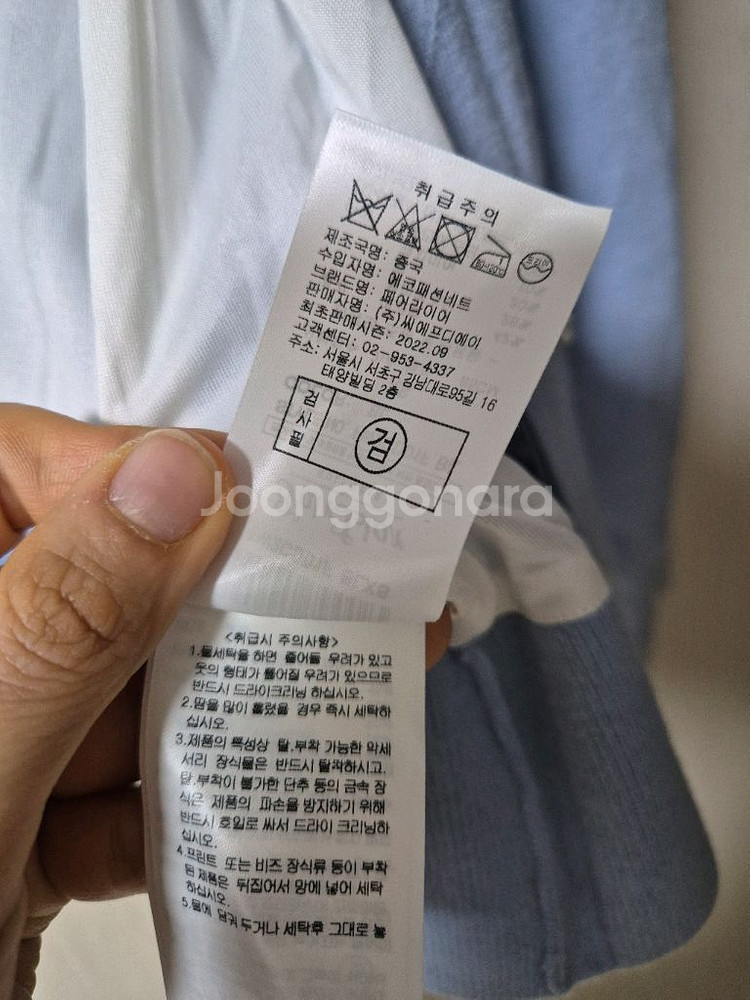 취급주의
80~120℃
드라이
제조국명: 중국
수입자명: 에코패션네트
브랜드명: 페어라이어
판매자명: (주)씨에프디에이
최초판매시즌: 2022.09
고객센터: 02-953-4337
주소: 서울시 서초구 강남대로95길 16
태양빌딩 2층
검사필
검
Joonggonara
<취급시 주의사항>
1.물세탁을 하면 줄어들 우려가 있고
옷의 형태가 틀어질 우려가 있으므로
반드시 드라이크리닝 하십시오.
2.땀을 많이 흘렸을 경우 즉시 세탁하
십시오.
3.제품의 특성상 탈.부착 가능한 악세
서리 장식물은 반드시 탈착하시고.
탈.부착이 불가한 단추 등의 금속 장
식은 제품의 파손을 방지하기 위해
반드시 호일로 싸서 드라이 크리닝하
십시오.
4.프린트 또는 비즈 장식류 등이 부착
된 제품은 뒤집어서 망에 넣어 세탁
하십시오.
5.물에 담궈 두거나 세탁후 그대로 놓